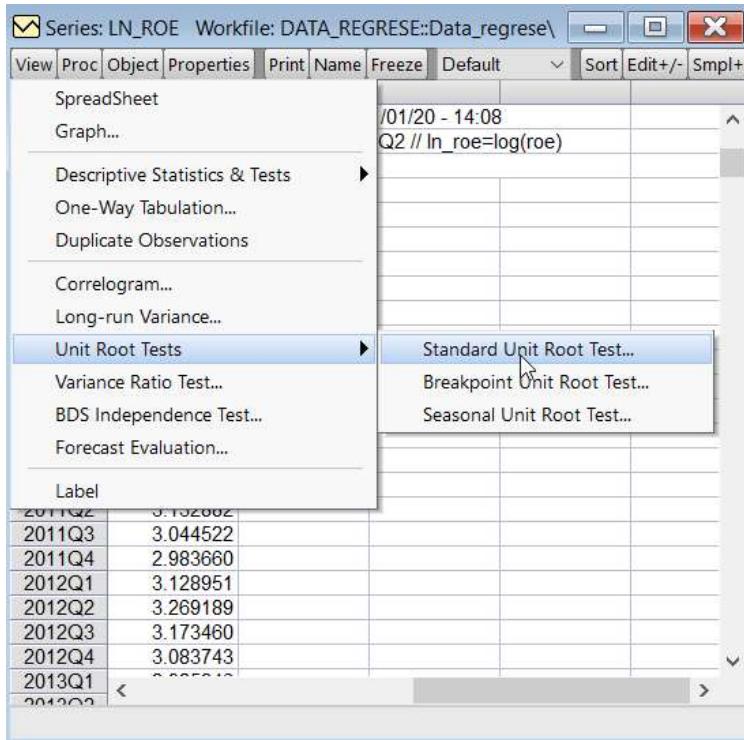 Series: LN_ROE Workfile: DATA_REGRESE::Data_regrese\
View Proc Object Properties Print Name Freeze Default Sort Edit+/- Smpl+
SpreadSheet
/01/20 - 14:08
Graph...
Q2 // ln_roe=log(roe)
Descriptive Statistics & Tests
One-Way Tabulation...
Duplicate Observations
Correlogram...
Long-run Variance...
Unit Root Tests
Standard Unit Root Test...
Variance Ratio Test...
Breakpoint Unit Root Test...
BDS Independence Test...
Seasonal Unit Root Test...
Forecast Evaluation...
Label
2011Q2 3.132882
2011Q3 3.044522
2011Q4 2.983660
2012Q1 3.128951
2012Q2 3.269189
2012Q3 3.173460
2012Q4 3.083743
2013Q1
2013Q2